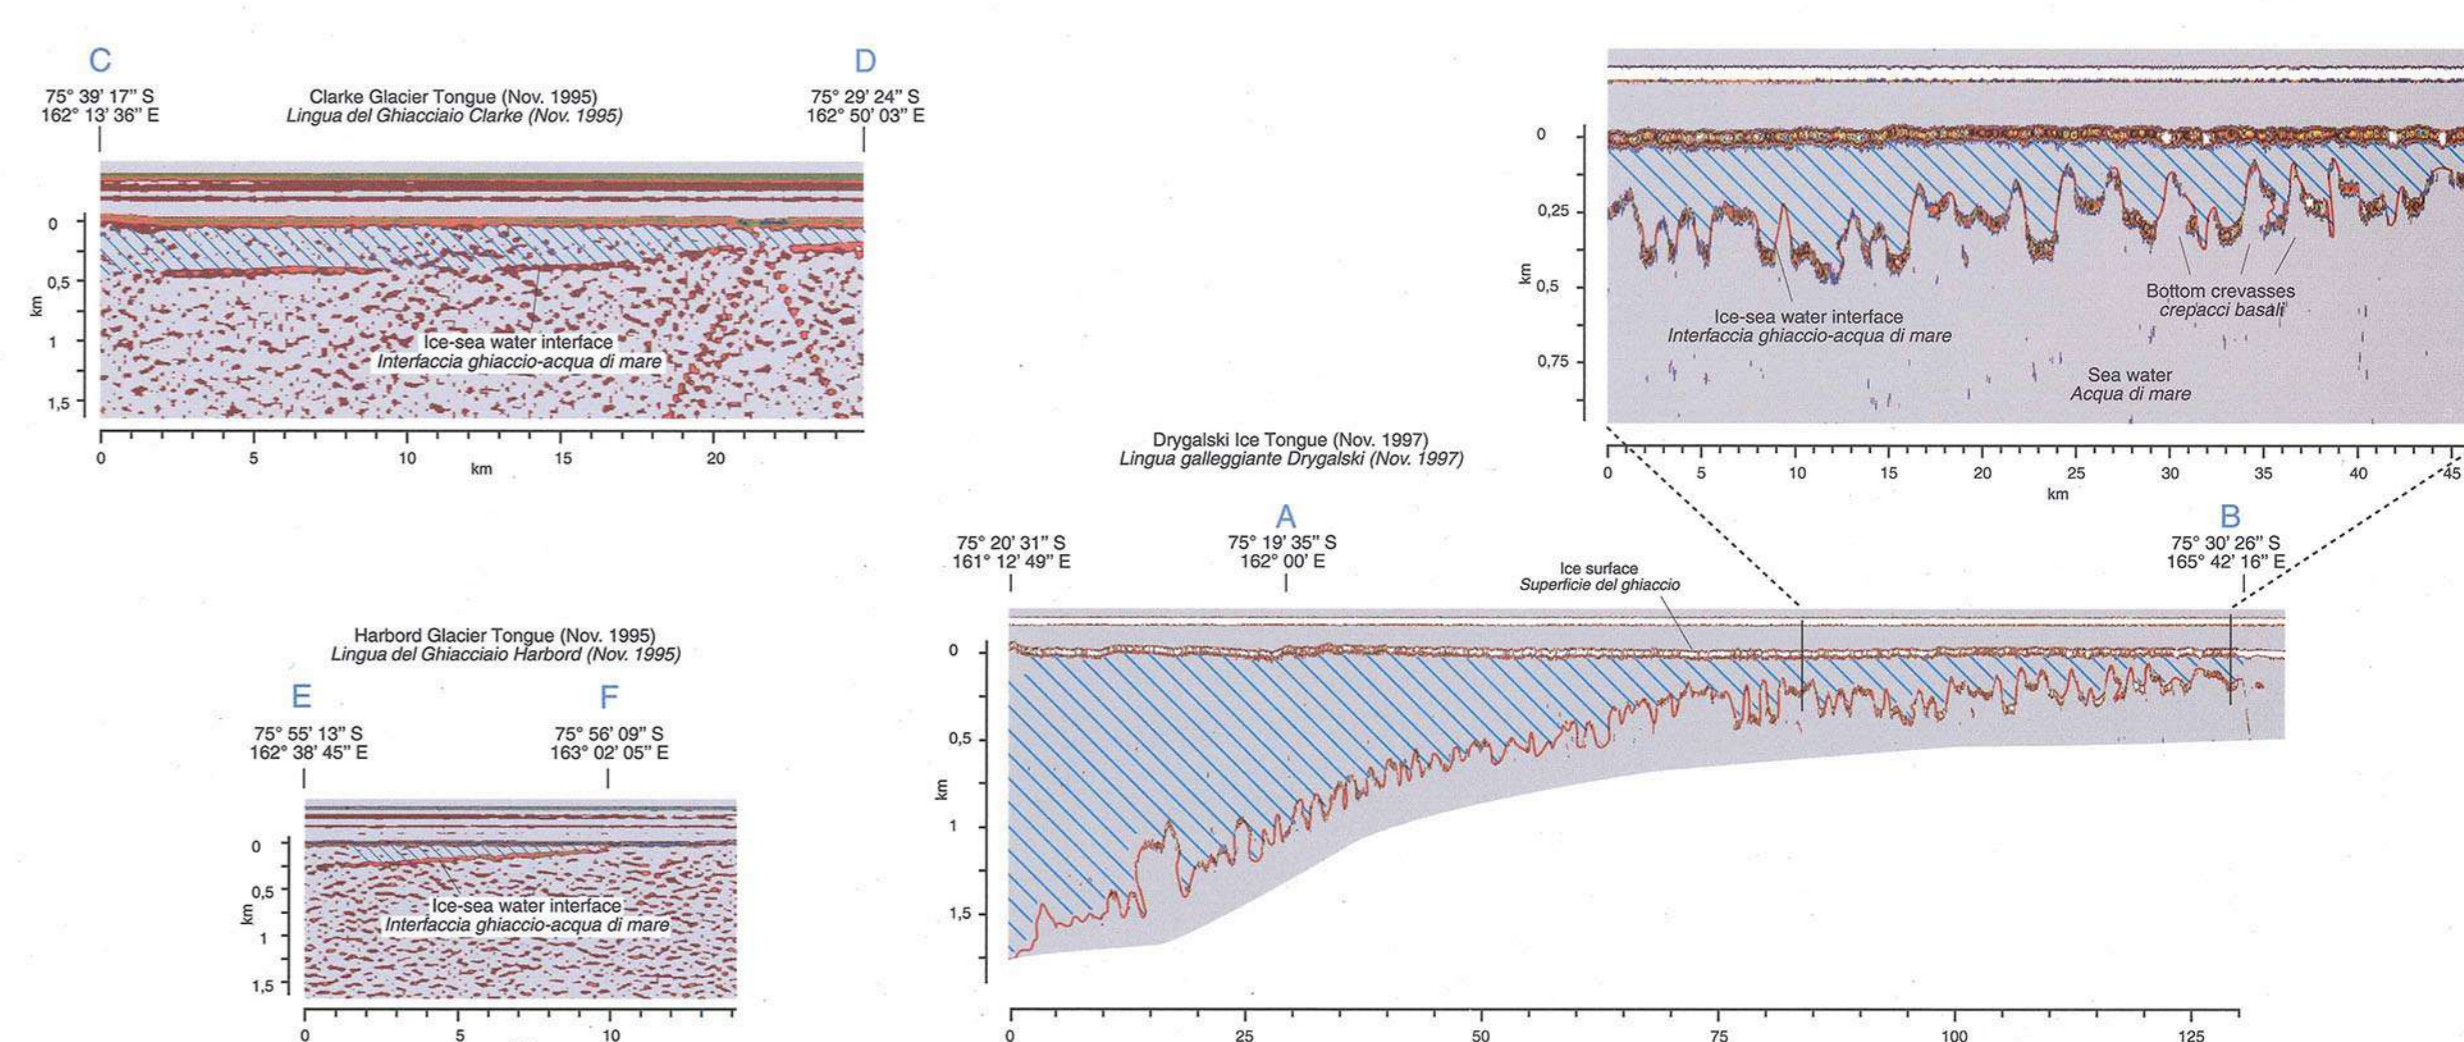 C
D
75° 39' 17" S
162° 13' 36" E
Clarke Glacier Tongue (Nov. 1995)
Lingua del Ghiacciaio Clarke (Nov. 1995)
75° 29' 24" S
162° 50' 03" E
0
0,5
1
1,5
km
Ice-sea water interface
Interfaccia ghiaccio-acqua di mare
0
5
10
15
20
km
0
0,25
0,5
0,75
km
Ice-sea water interface
Interfaccia ghiaccio-acqua di mare
Bottom crevasses
crepacci basali
Sea water
Acqua di mare
0
5
10
15
20
25
30
35
40
45
km
Drygalski Ice Tongue (Nov. 1997)
Lingua galleggiante Drygalski (Nov. 1997)
A
B
75° 20' 31" S
161° 12' 49" E
75° 19' 35" S
162° 00' E
75° 30' 26" S
165° 42' 16" E
Ice surface
Superficie del ghiaccio
0
0,5
1
1,5
km
0
25
50
75
100
125
Harbord Glacier Tongue (Nov. 1995)
Lingua del Ghiacciaio Harbord (Nov. 1995)
E
F
75° 55' 13" S
162° 38' 45" E
75° 56' 09" S
163° 02' 05" E
0
0,5
1
1,5
km
Ice-sea water interface
Interfaccia ghiaccio-acqua di mare
0
5
10